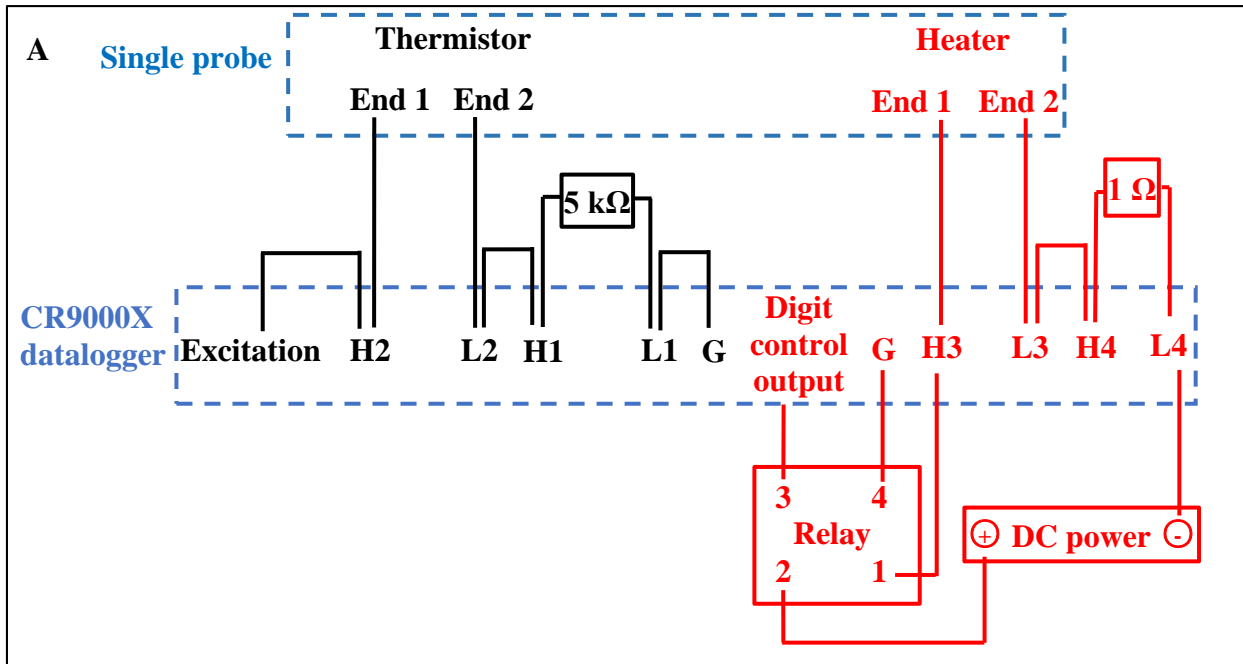 A
Single probe
Thermistor
Heater
End 1 End 2
End 1 End 2
5 kΩ
1 Ω
CR9000X
datalogger
Excitation H2 L2 H1 L1 G
Digit
control
output
G H3 L3 H4 L4
3 4
Relay
2 1
+ DC power -